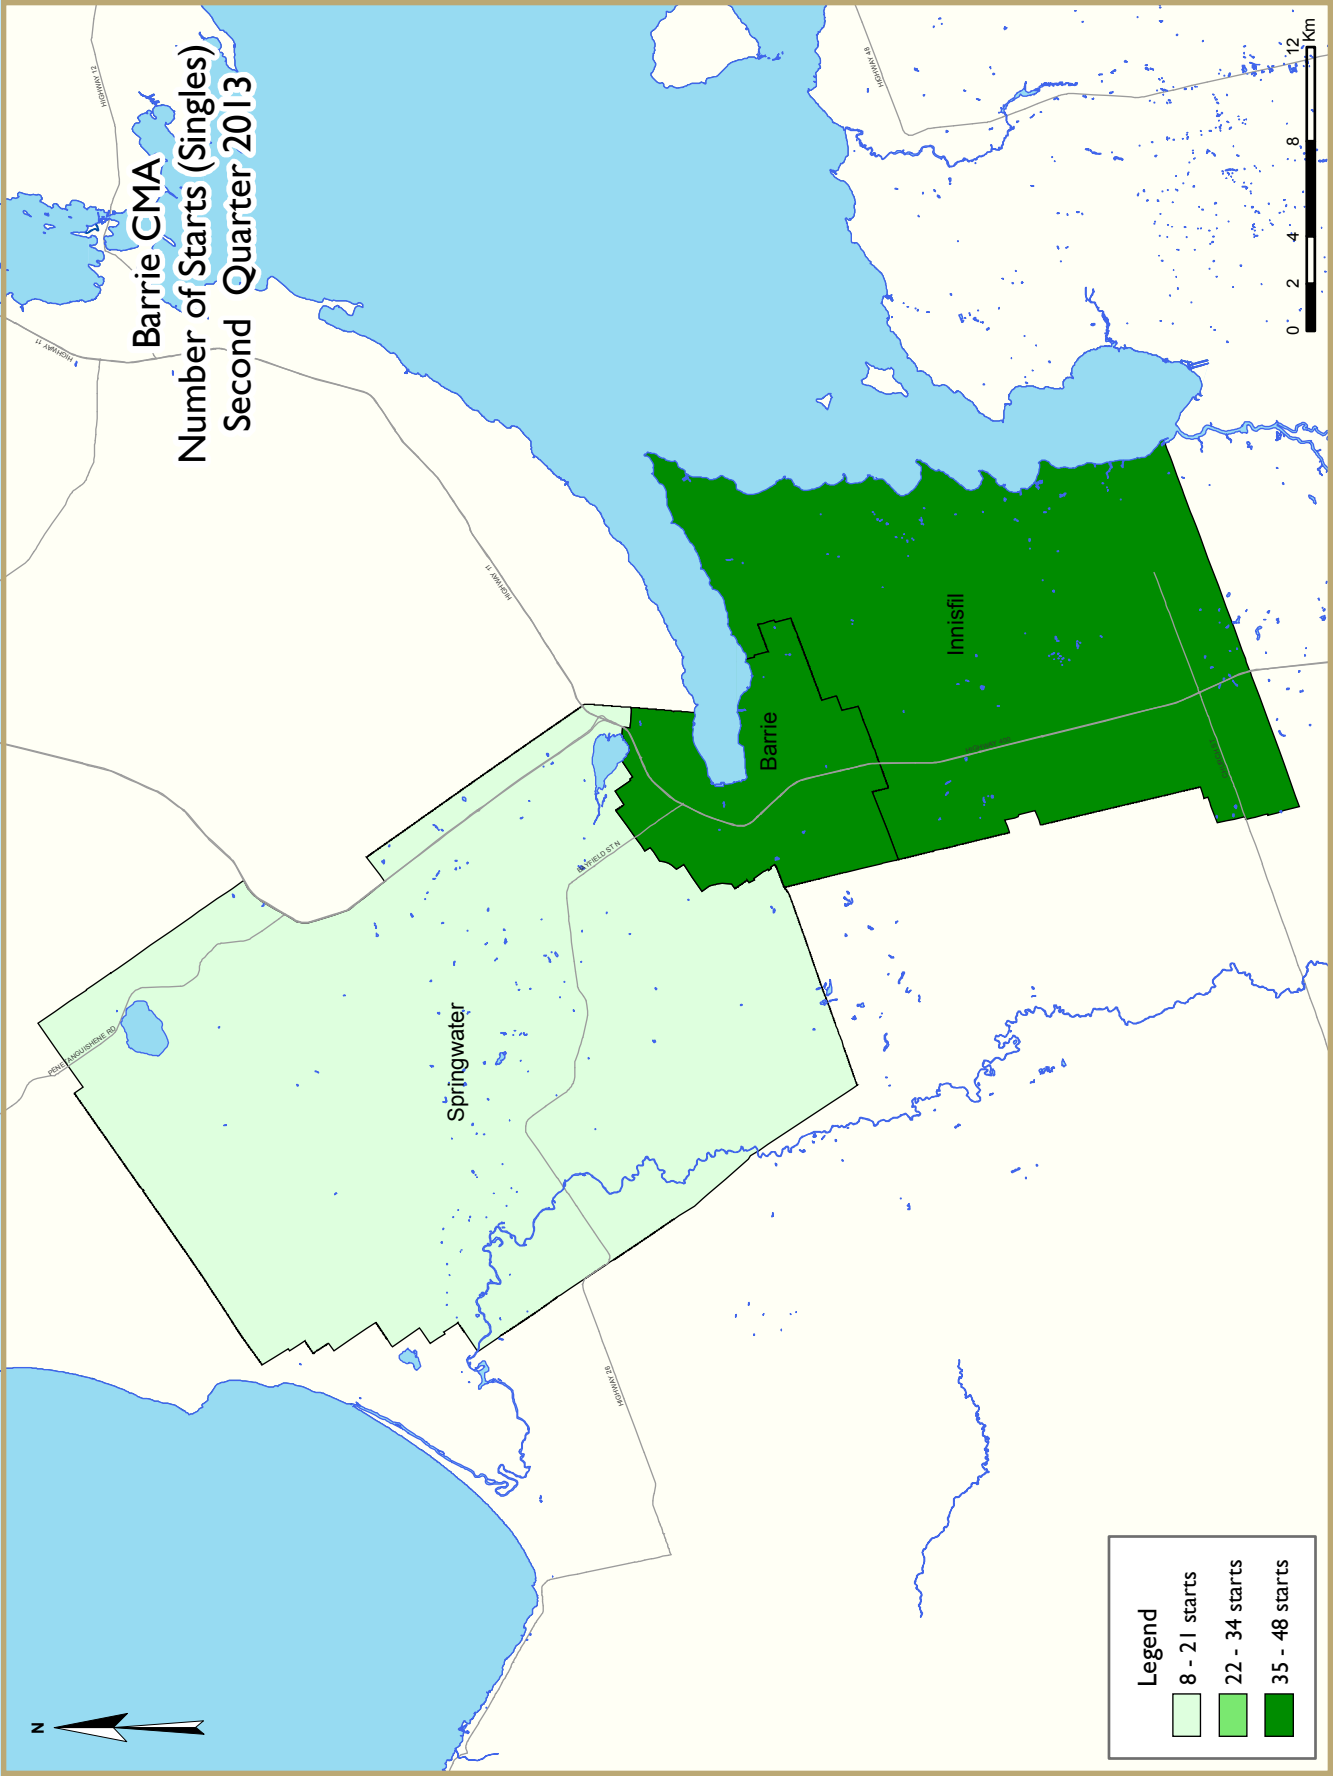 Barrie CMA
Number of Starts (Singles)
Second Quarter 2013
N
HIGHWAY 12
HIGHWAY 11
HIGHWAY 48
HIGHWAY 11
PENETANGUISHENE RD
BAYFIELD ST N
Springwater
Barrie
Innisfil
HIGHWAY 400
HIGHWAY 26
Legend
8 - 21 starts
22 - 34 starts
35 - 48 starts
0 2 4 8 12
Km